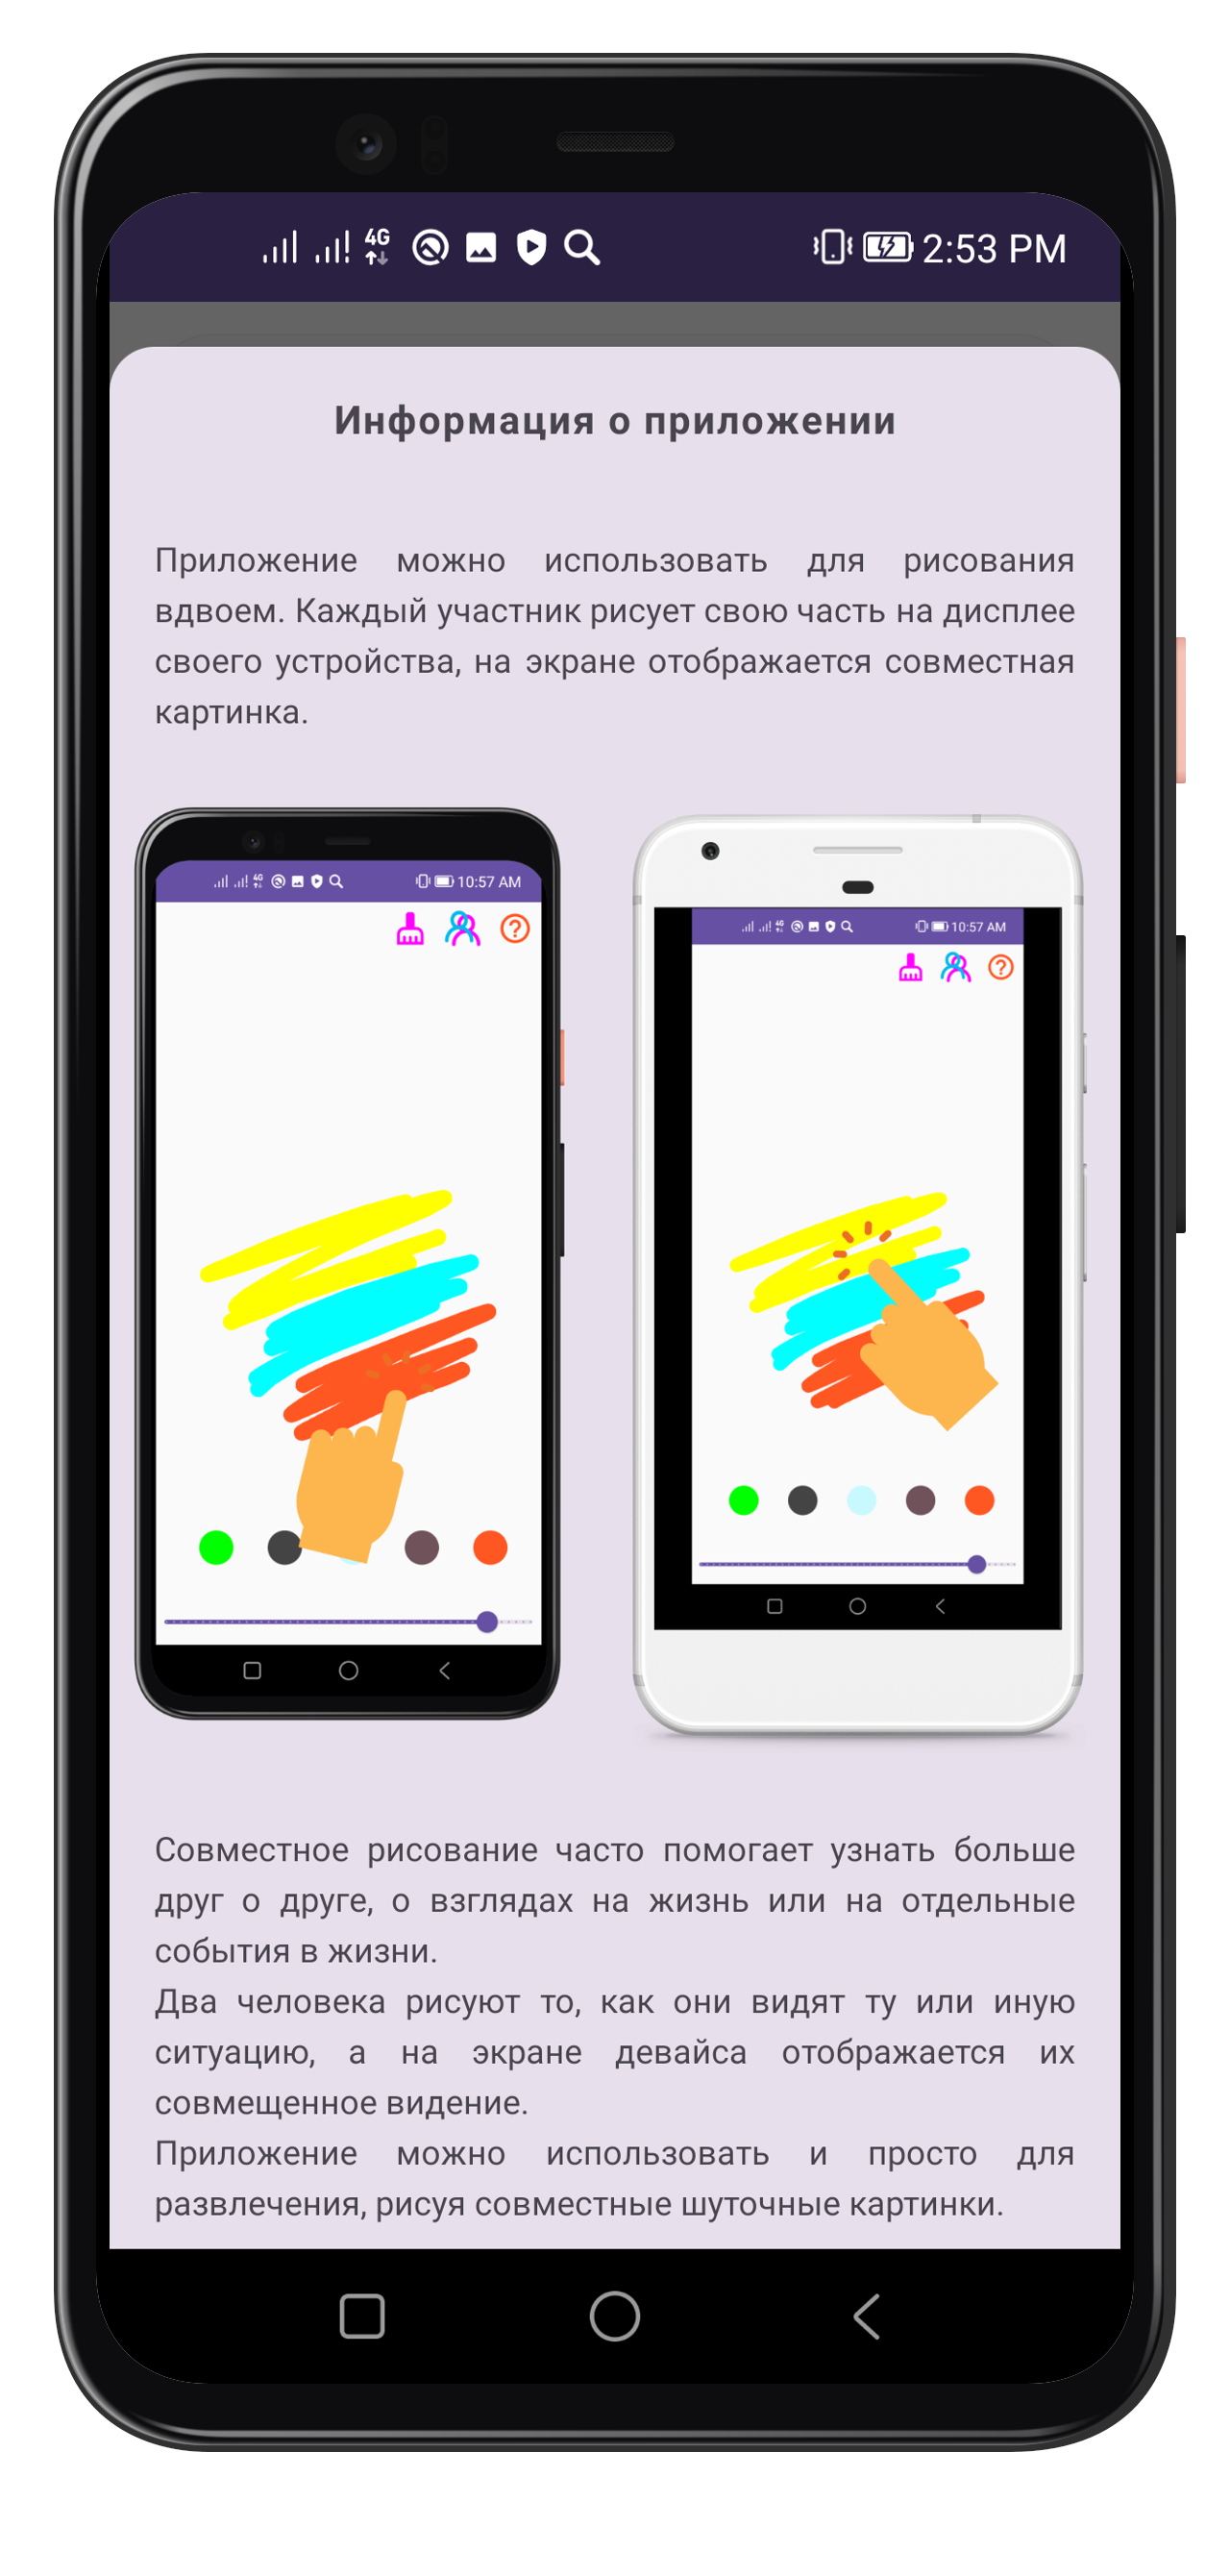 4G 2:53 PM
Информация о приложении
Приложение можно использовать для рисования
вдвоем. Каждый участник рисует свою часть на дисплее
своего устройства, на экране отображается совместная
картинка.
4G 10:57 AM
4G 10:57 AM
Совместное рисование часто помогает узнать больше
друг о друге, о взглядах на жизнь или на отдельные
события в жизни.
Два человека рисуют то, как они видят ту или иную
ситуацию, а на экране девайса отображается их
совмещенное видение.
Приложение можно использовать и просто для
развлечения, рисуя совместные шуточные картинки.